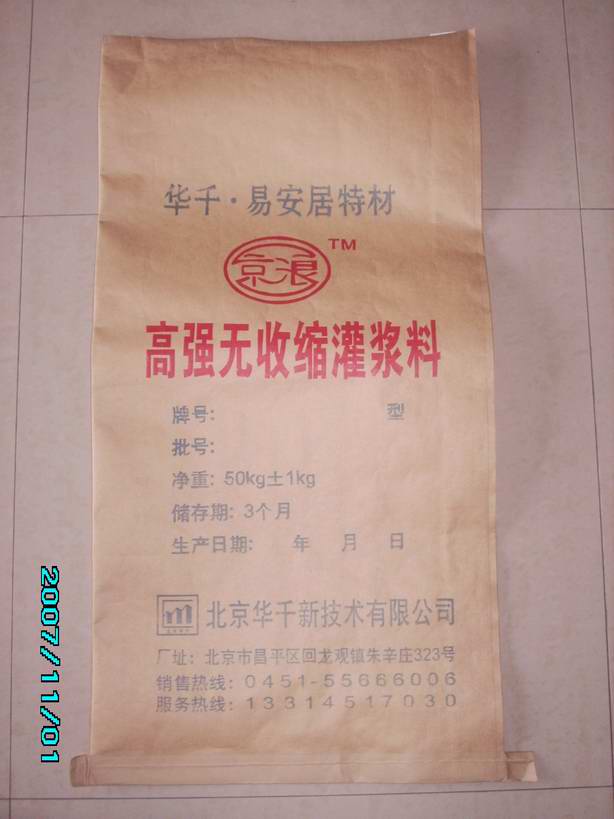 华千·易安居特材
京浪 TM
高强无收缩灌浆料
牌号: 型
批号:
净重: 50kg±1kg
储存期: 3个月
生产日期: 年 月 日
北京华千新技术有限公司
厂址: 北京市昌平区回龙观镇朱辛庄323号
销售热线: 0451-55666006
服务热线: 13314517030
2007/11/01